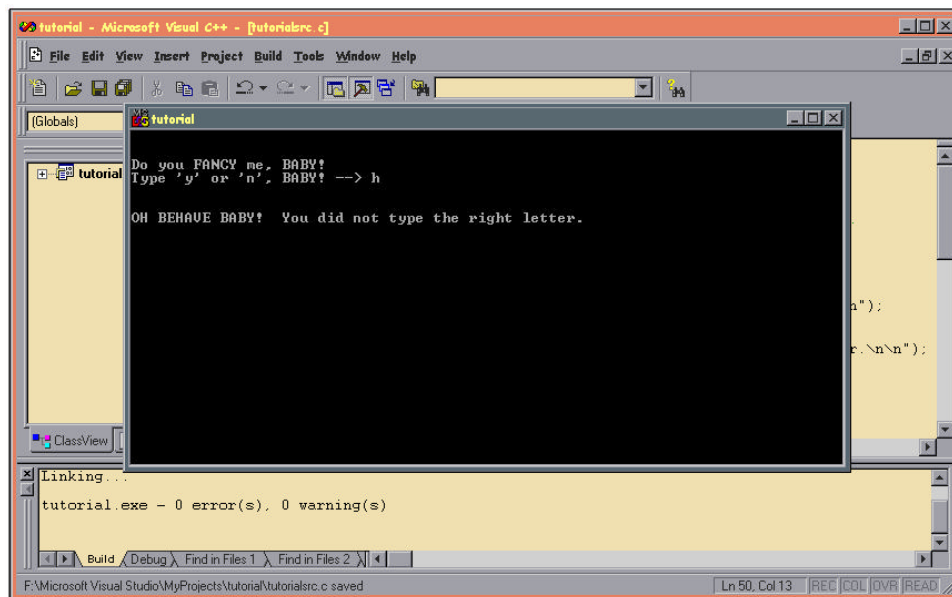 tutorial - Microsoft Visual C++ - [tutorialsrc.c]
File Edit View Insert Project Build Tools Window Help
(Globals)
tutorial
tutorial
Do you FANCY me, BABY!
Type 'y' or 'n', BABY! --> h
OH BEHAVE BABY! You did not type the right letter.
n");
r.\n\n");
ClassView
Linking...
tutorial.exe - 0 error(s), 0 warning(s)
Build Debug Find in Files 1 Find in Files 2
F:\Microsoft Visual Studio\MyProjects\tutorial\tutorialsrc.c saved
Ln 50, Col 13 REC COL OVR READ